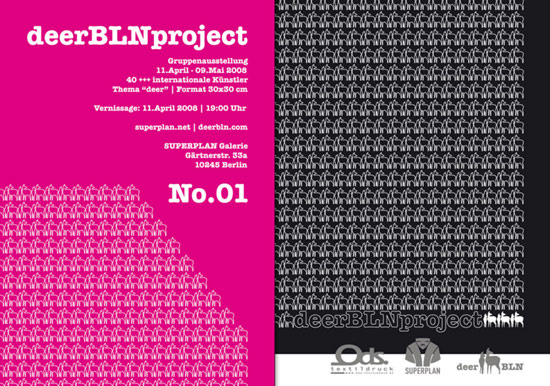 deerBLNproject
Gruppenausstellung
11.April - 09.Mai 2008
40 +++ internationale Künstler
Thema “deer” | Format 30x30 cm
Vernissage: 11.April 2008 | 19:00 Uhr
superplan.net | deerbln.com
SUPERPLAN Galerie
Gärtnerstr. 33a
10245 Berlin
No.01
deerBLNproject
Ods.
textildruck
SUPERPLAN
deer BLN